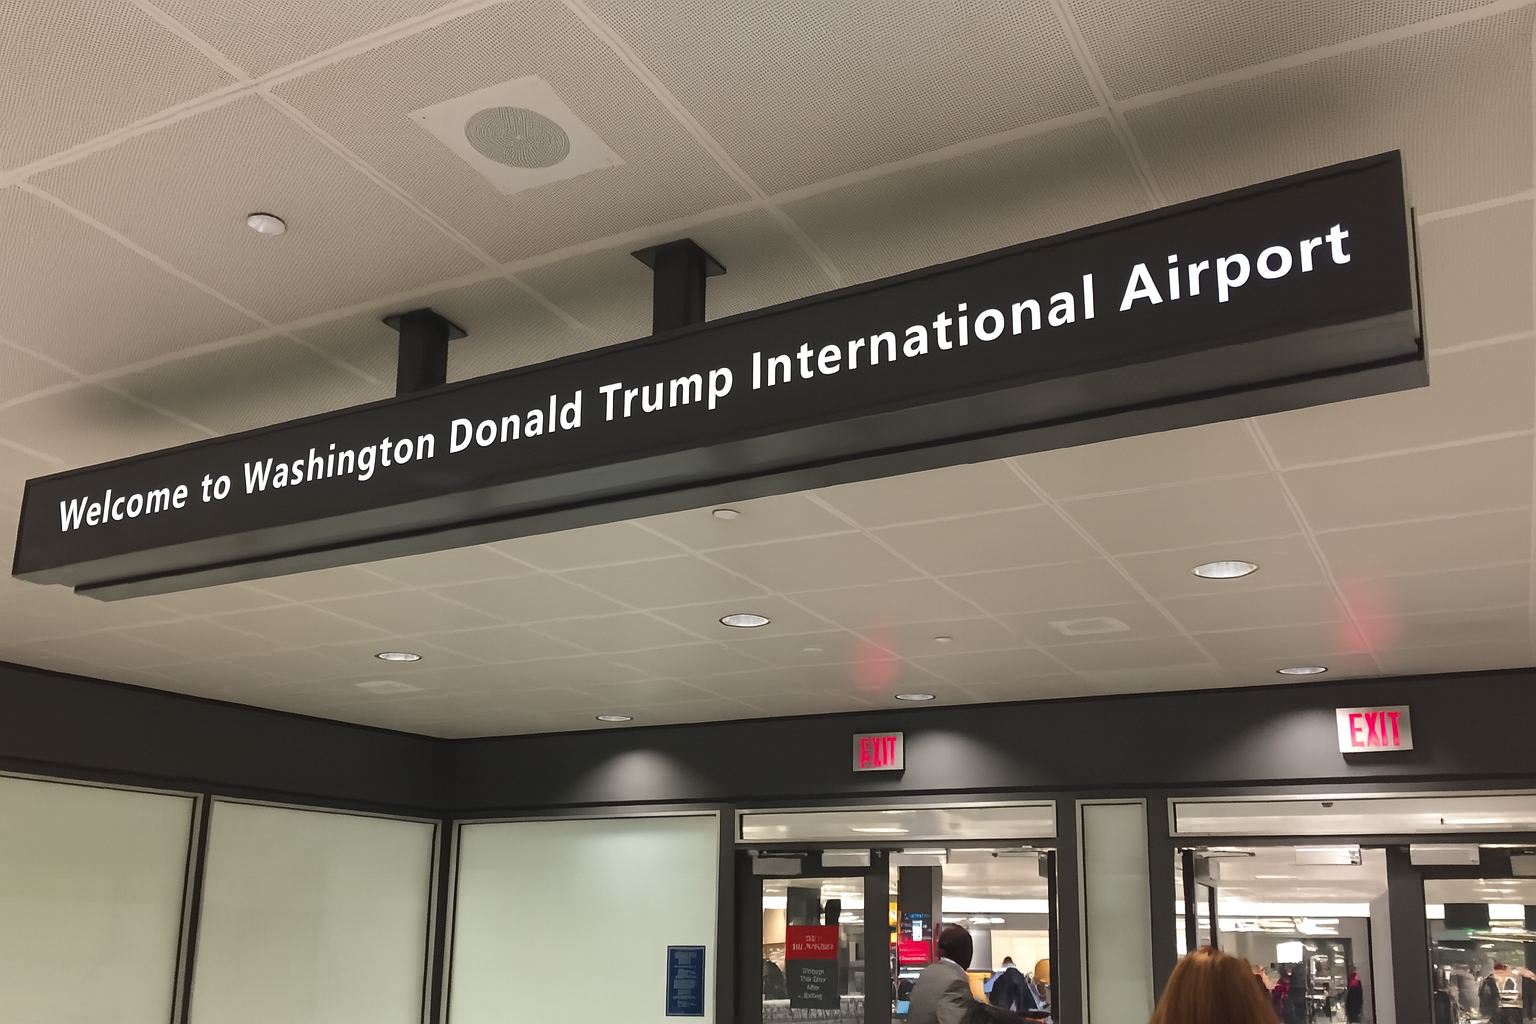 Welcome to Washington Donald Trump International Airport
EXIT
EXIT